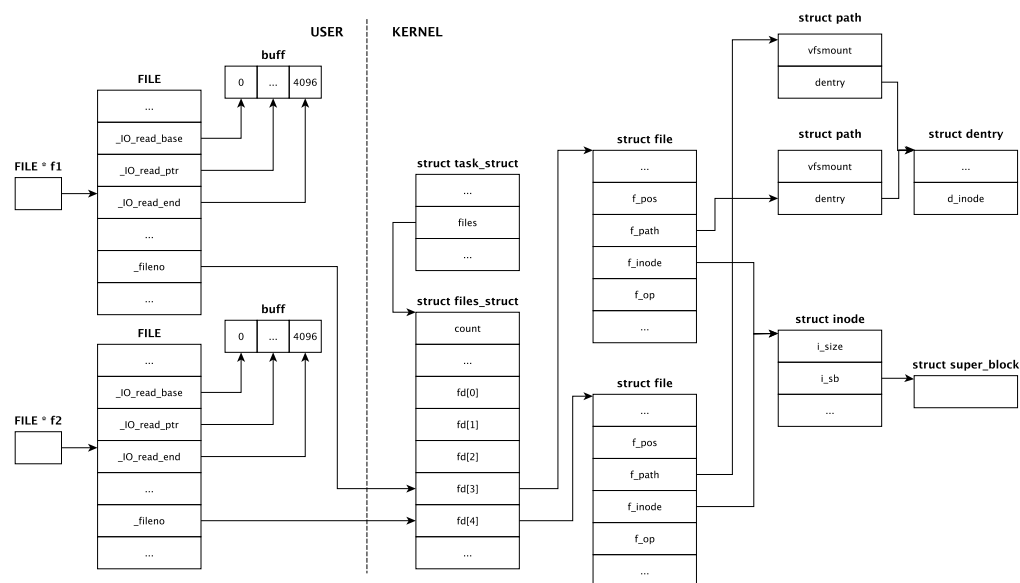 USER
KERNEL
FILE * f1
FILE
...
_IO_read_base
_IO_read_ptr
_IO_read_end
...
_fileno
...
buff
0 ... 4096
FILE * f2
FILE
...
_IO_read_base
_IO_read_ptr
_IO_read_end
...
_fileno
...
buff
0 ... 4096
struct task_struct
...
files
...
struct files_struct
count
...
fd[0]
fd[1]
fd[2]
fd[3]
fd[4]
...
struct file
...
f_pos
f_path
f_inode
f_op
...
struct file
...
f_pos
f_path
f_inode
f_op
...
struct path
vfsmount
dentry
struct path
vfsmount
dentry
struct dentry
...
d_inode
struct inode
i_size
i_sb
...
struct super_block